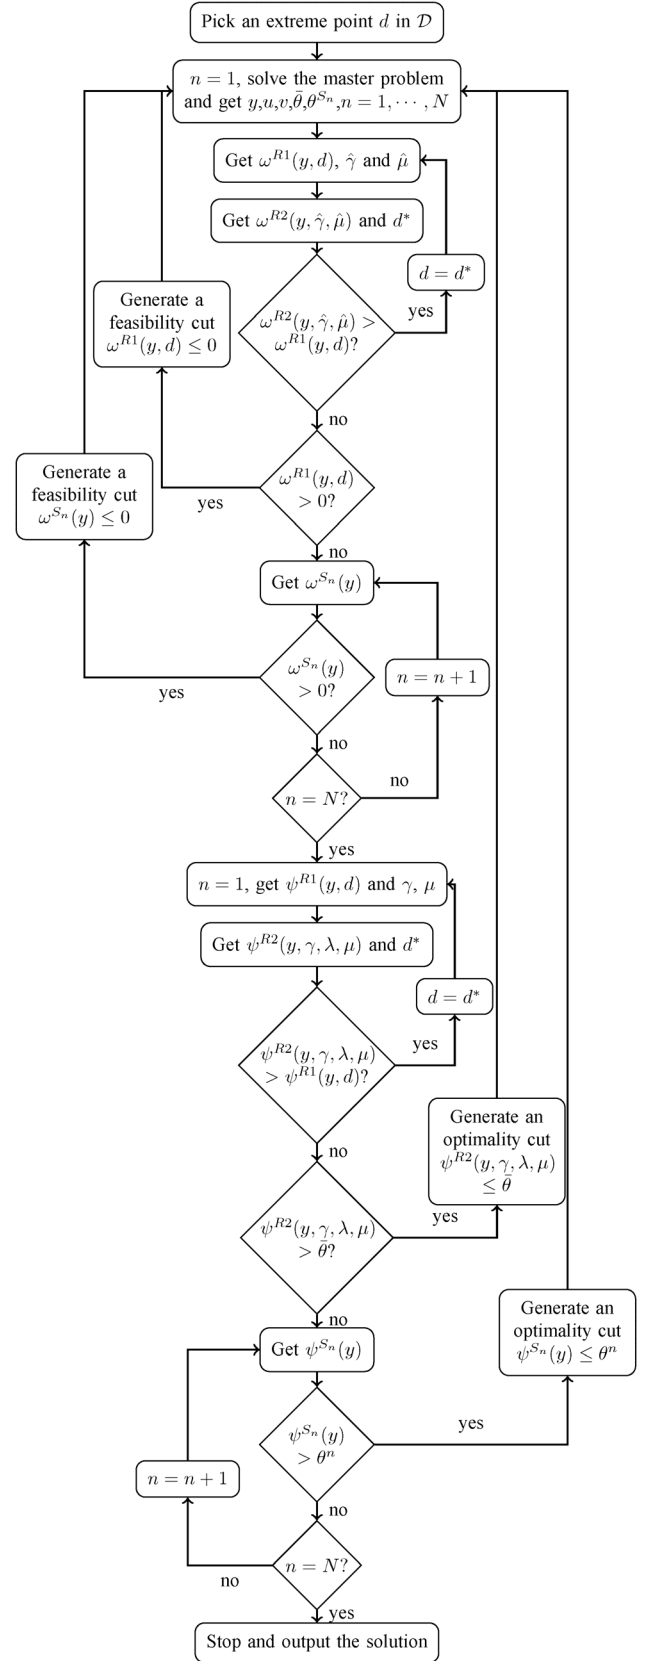 Pick an extreme point d in 𝒟
n = 1, solve the master problem
and get y,u,v,θ̄,θ^{S_n},n = 1, ⋯ , N
Get ω^{R1}(y, d), γ̂ and μ̂
Get ω^{R2}(y, γ̂, μ̂) and d*
d = d*
yes
ω^{R2}(y, γ̂, μ̂) >
ω^{R1}(y, d)?
Generate a
feasibility cut
ω^{R1}(y, d) ≤ 0
no
ω^{R1}(y, d)
> 0?
yes
Generate a
feasibility cut
ω^{S_n}(y) ≤ 0
no
Get ω^{S_n}(y)
ω^{S_n}(y)
> 0?
yes
n = n + 1
no
n = N?
no
yes
n = 1, get ψ^{R1}(y, d) and γ, μ
Get ψ^{R2}(y, γ, λ, μ) and d*
d = d*
yes
ψ^{R2}(y, γ, λ, μ)
> ψ^{R1}(y, d)?
Generate an
optimality cut
ψ^{R2}(y, γ, λ, μ)
≤ θ̄
no
ψ^{R2}(y, γ, λ, μ)
> θ̄?
yes
Generate an
optimality cut
ψ^{S_n}(y) ≤ θ^n
no
Get ψ^{S_n}(y)
ψ^{S_n}(y)
> θ^n
yes
n = n + 1
no
n = N?
no
yes
Stop and output the solution